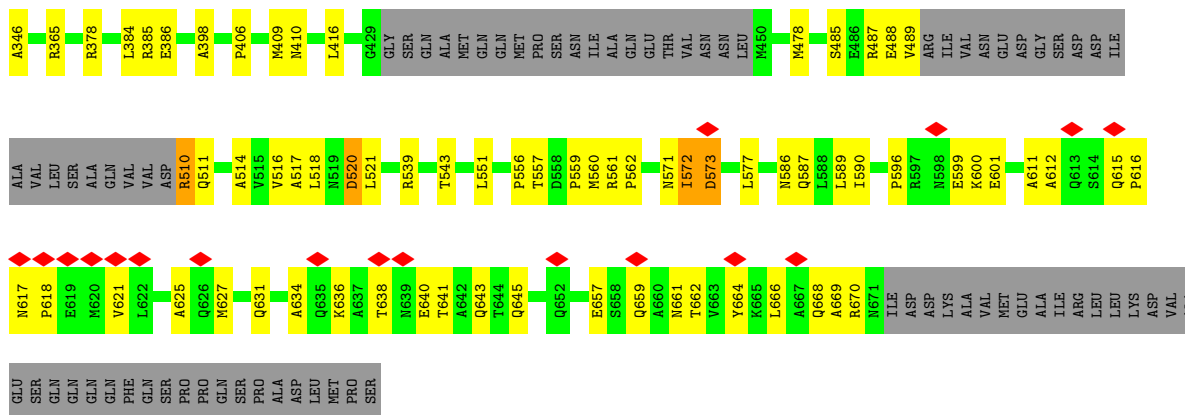 A346 R365 R378 L384 R385 E386 A398 P406 M409 N410 L416 G429 GLY SER GLN ALA MET GLN GLN MET PRO SER ASN ILE ALA GLN GLU THR VAL ASN ASN LEU M450 M478 S485 E486 R487 E488 V489 ARG ILE VAL ASN GLU ASP GLY SER ASP ASP ILE
ALA VAL LEU SER ALA GLN VAL VAL ASP R510 Q511 A514 V515 V516 A517 L518 N519 D520 L521 R539 T543 L551 P556 T557 D558 P559 M560 R561 P562 N571 I572 D573 L577 N586 Q587 L588 L589 I590 P596 R597 N598 E599 K600 E601 A611 A612 Q613 S614 Q615 P616
N617 P618 E619 M620 V621 L622 A625 Q626 M627 Q631 A634 Q635 K636 A637 T638 N639 E640 T641 A642 Q643 T644 Q645 Q652 E657 S658 Q659 A660 N661 T662 V663 Y664 K665 L666 A667 Q668 A669 R670 N671 ILE ASP ASP LYS ALA VAL MET GLU ALA ILE ARG LEU LEU LYS ASP VAL
GLU SER GLN GLN GLN GLN PHE GLN SER PRO PRO GLN SER PRO ALA ASP LEU MET PRO SER